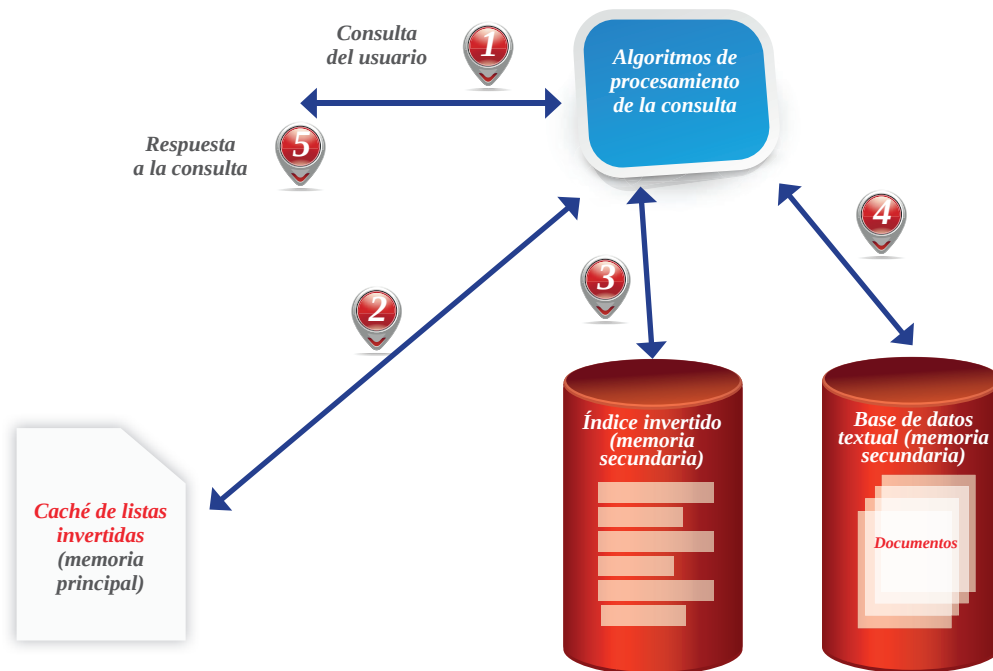 Consulta
del usuario
1
Algoritmos de
procesamiento
de la consulta
Respuesta
a la consulta
5
4
3
2
Índice invertido
(memoria
secundaria)
Base de datos
textual (memoria
secundaria)
Documentos
Caché de listas
invertidas
(memoria
principal)